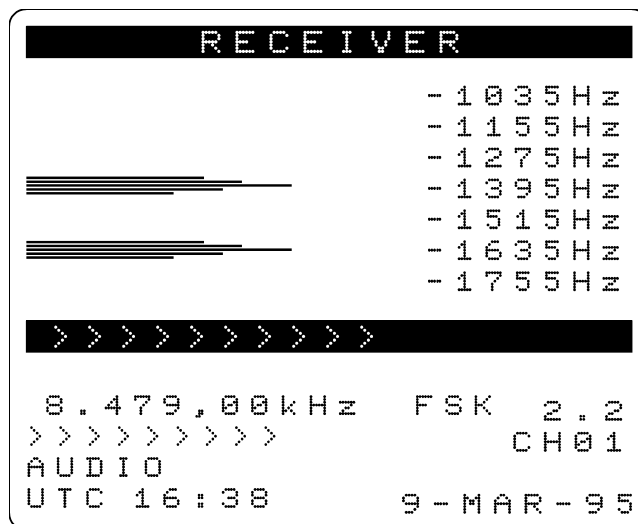 RECEIVER
-1035Hz
-1155Hz
-1275Hz
-1395Hz
-1515Hz
-1635Hz
-1755Hz
>>>>>>>>>>
8.479,00kHz FSK 2.2
>>>>>>>>> CH01
AUDIO
UTC 16:38 9-MAR-95